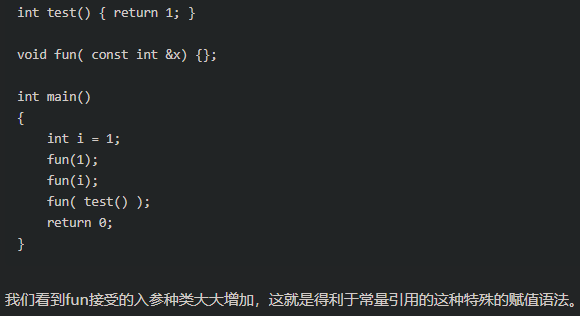 int test() { return 1; }
void fun( const int &x) {};
int main()
{
    int i = 1;
    fun(1);
    fun(i);
    fun( test() );
    return 0;
}
我们看到fun接受的入参种类大大增加，这就是得利于常量引用的这种特殊的赋值语法。